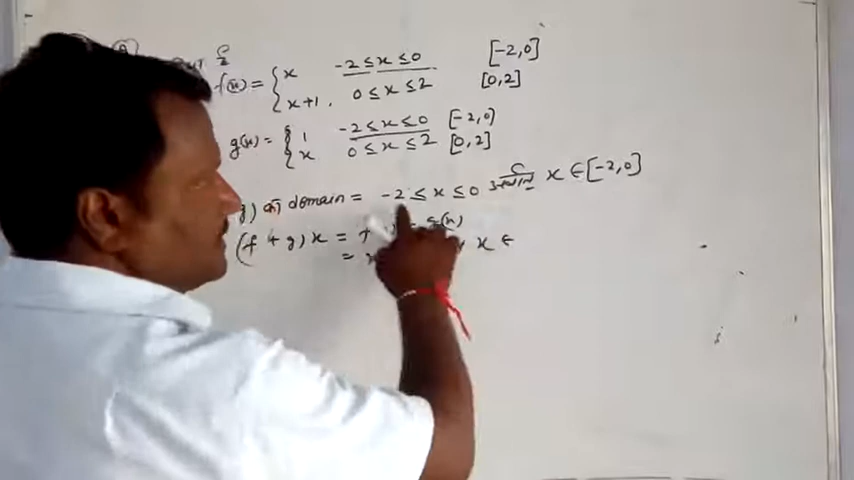 f(x) = { x -2 ≤ x ≤ 0 [-2,0]
x+1, 0 ≤ x ≤ 2 [0,2]
g(x) = { 1 -2 ≤ x ≤ 0 [-2,0]
x 0 ≤ x ≤ 2 [0,2]
g) domain = -2 ≤ x ≤ 0 x ∈ [-2,0]
(f + g) x = f g(x)
= x x ∈